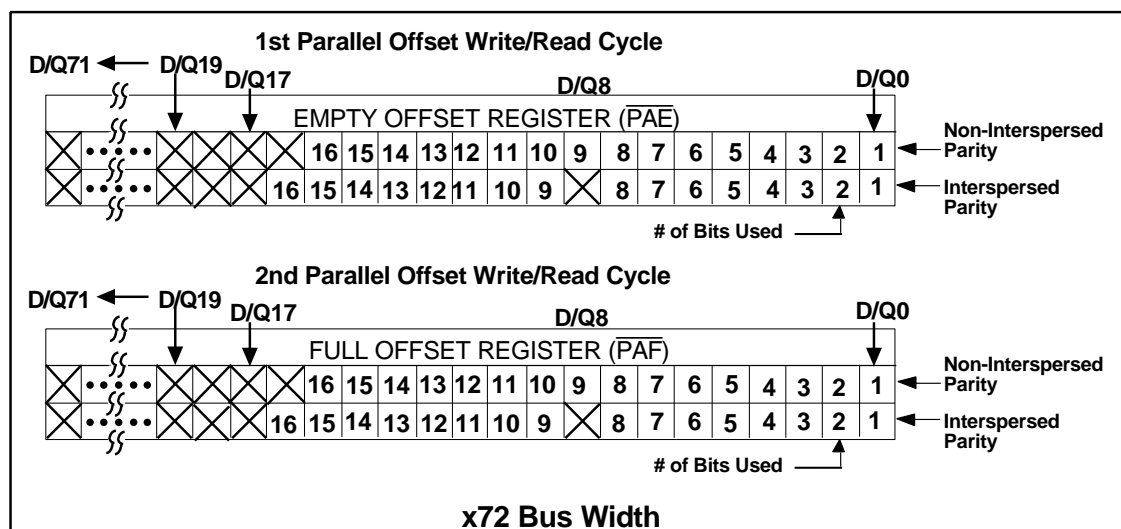 1st Parallel Offset Write/Read Cycle
D/Q71 D/Q19
D/Q17 D/Q8 D/Q0
EMPTY OFFSET REGISTER (PAE)
16 15 14 13 12 11 10 9 8 7 6 5 4 3 2 1
Non-Interspersed
Parity
16 15 14 13 12 11 10 9 8 7 6 5 4 3 2 1
Interspersed
Parity
# of Bits Used
2nd Parallel Offset Write/Read Cycle
D/Q71 D/Q19
D/Q17 D/Q8 D/Q0
FULL OFFSET REGISTER (PAF)
16 15 14 13 12 11 10 9 8 7 6 5 4 3 2 1
Non-Interspersed
Parity
16 15 14 13 12 11 10 9 8 7 6 5 4 3 2 1
Interspersed
Parity
# of Bits Used
x72 Bus Width